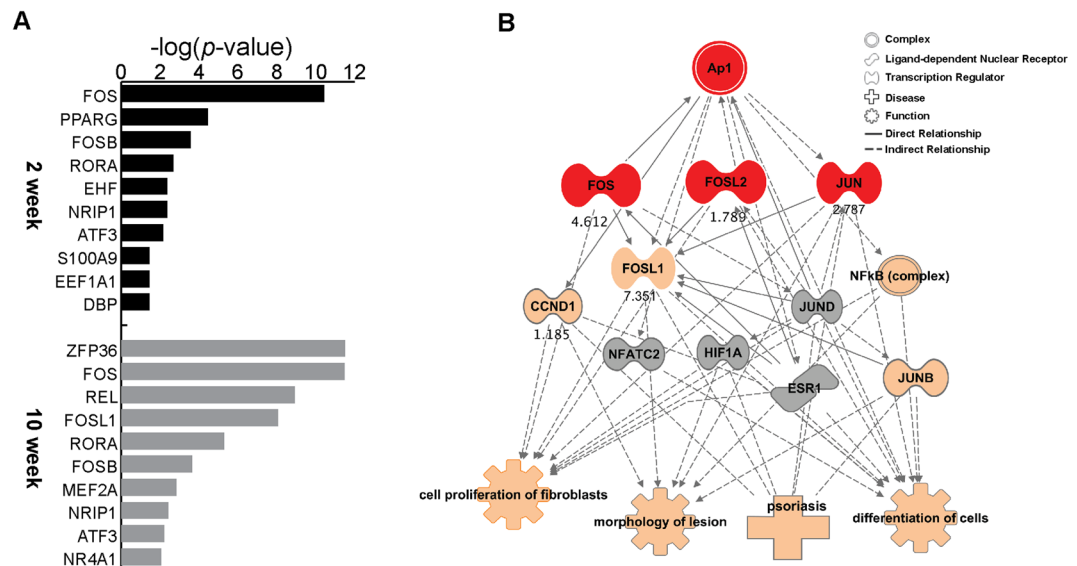 A
-log(p-value)
0 2 4 6 8 10 12
2 week
FOS
PPARG
FOSB
RORA
EHF
NRIP1
ATF3
S100A9
EEF1A1
DBP
10 week
ZFP36
FOS
REL
FOSL1
RORA
FOSB
MEF2A
NRIP1
ATF3
NR4A1
B
Complex
Ligand-dependent Nuclear Receptor
Transcription Regulator
Disease
Function
Direct Relationship
Indirect Relationship
Ap1
FOS
4.612
FOSL2
1.789
JUN
2.787
FOSL1
7.351
NFkB (complex)
CCND1
1.185
JUND
NFATC2
HIF1A
ESR1
JUNB
cell proliferation of fibroblasts
morphology of lesion
psoriasis
differentiation of cells